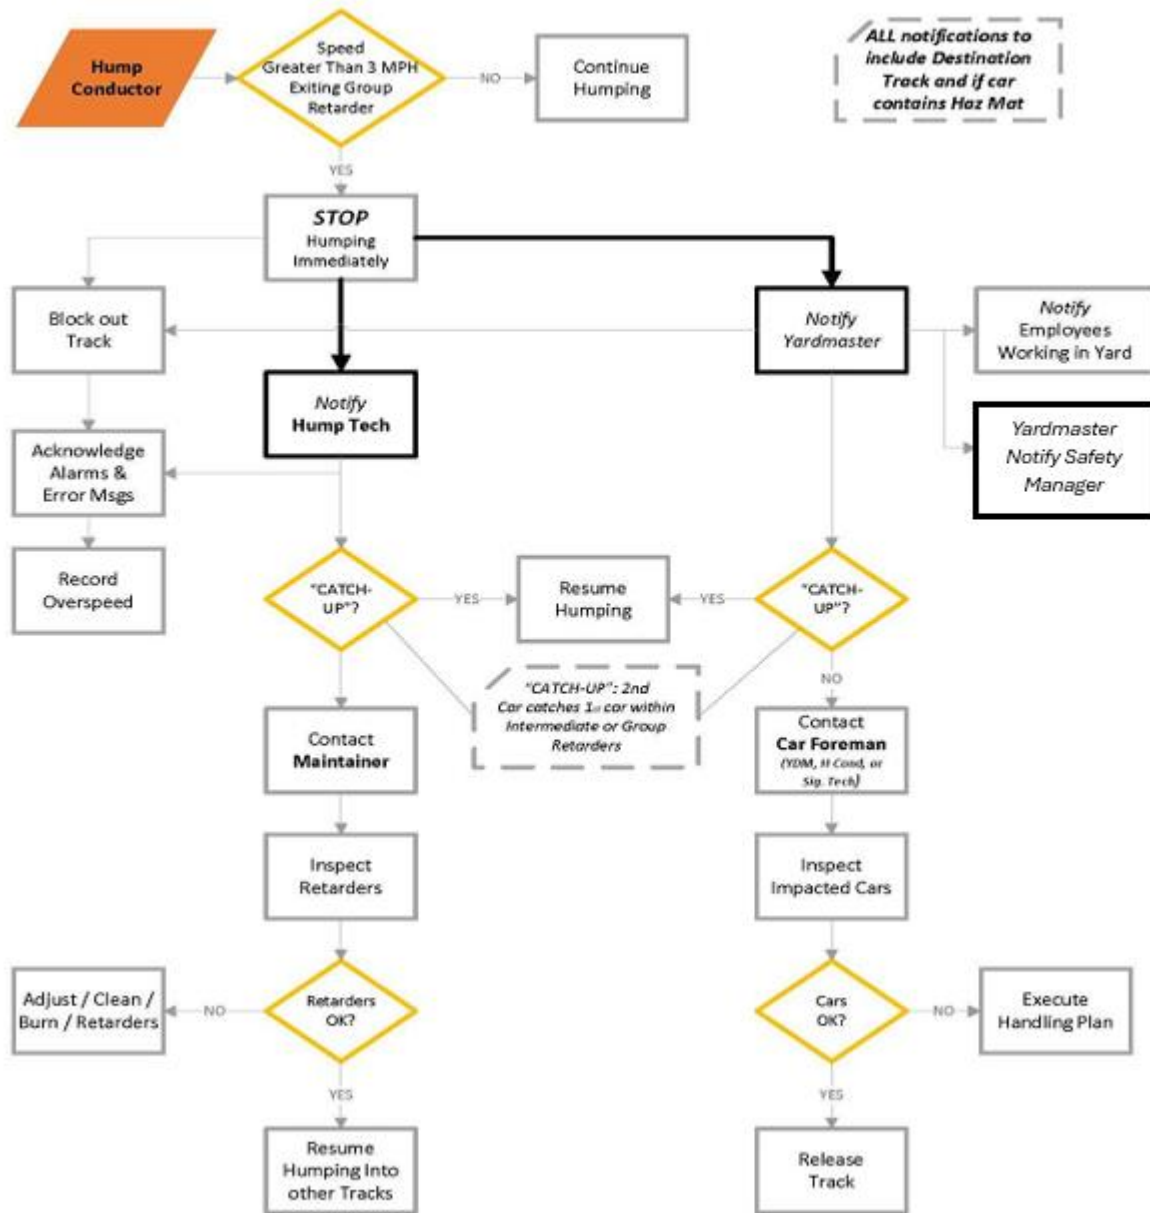 Hump
Conductor
Speed
Greater Than 3 MPH
Exiting Group
Retarder
NO
Continue
Humping
ALL notifications to
include Destination
Track and if car
contains Haz Mat
YES
STOP
Humping
Immediately
Block out
Track
Notify
Yardmaster
Notify
Employees
Working in Yard
Notify
Hump Tech
Yardmaster
Notify Safety
Manager
Acknowledge
Alarms &
Error Msgs
Record
Overspeed
"CATCH-
UP"?
YES
Resume
Humping
YES
"CATCH-
UP"?
NO
"CATCH-UP": 2nd
Car catches 1st car within
Intermediate or Group
Retarders
Contact
Maintainer
Contact
Car Foreman
(YDM, H Cond, or
Sig. Tech)
Inspect
Retarders
Inspect
Impacted Cars
Adjust / Clean /
Burn / Retarders
NO
Retarders
OK?
Cars
OK?
NO
Execute
Handling Plan
YES
YES
Resume
Humping Into
other Tracks
Release
Track